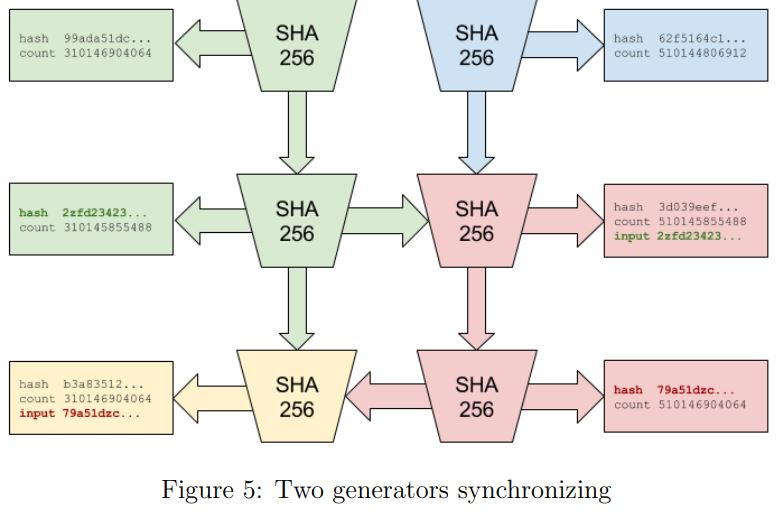 hash 99ada51dc...
count 310146904064
SHA
256
SHA
256
hash 62f5164c1...
count 510144806912
hash 2zfd23423...
count 310145855488
SHA
256
SHA
256
hash 3d039eef...
count 510145855488
input 2zfd23423...
hash b3a83512...
count 310146904064
input 79a51dzc...
SHA
256
SHA
256
hash 79a51dzc...
count 510146904064
Figure 5: Two generators synchronizing